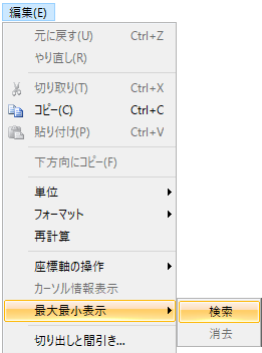 編集(E)
元に戻す(U) Ctrl+Z
やり直し(R)
切り取り(T) Ctrl+X
コピー(C) Ctrl+C
貼り付け(P) Ctrl+V
下方向にコピー(F)
単位
フォーマット
再計算
座標軸の操作
カーソル情報表示
最大最小表示
検索
消去
切り出しと間引き...